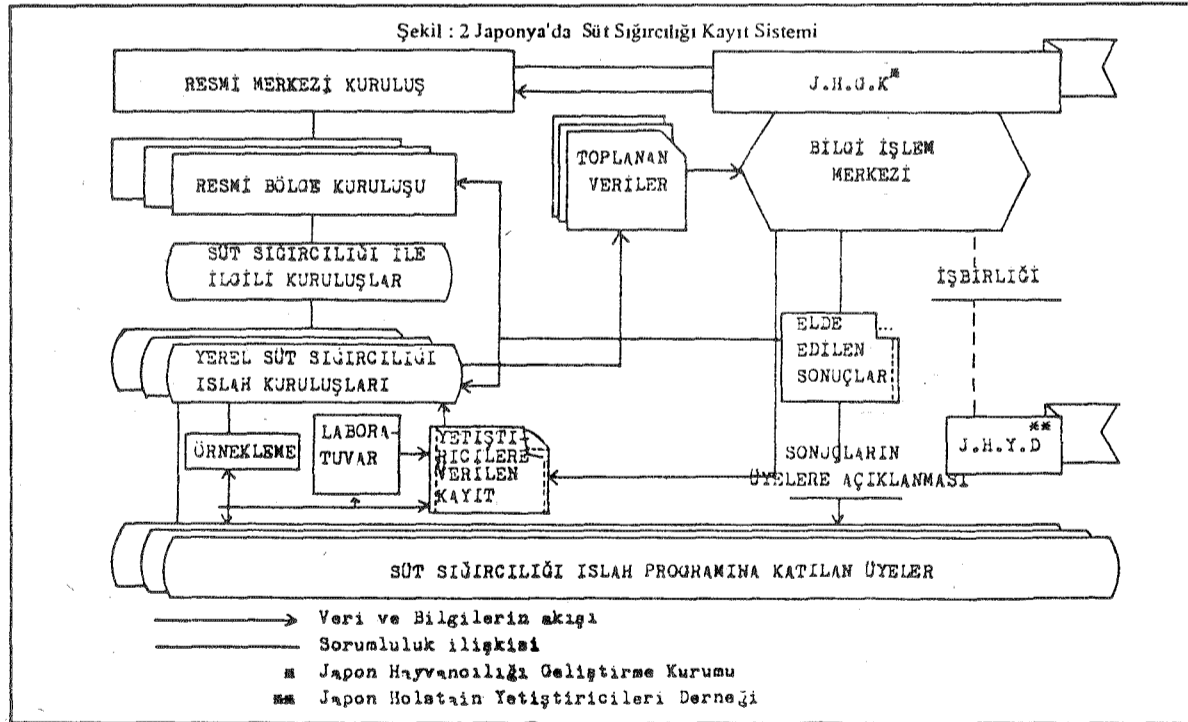 Şekil : 2 Japonya'da Süt Sığırcılığı Kayıt Sistemi
RESMİ MERKEZİ KURULUŞ
J.H.G.K*
RESMİ BÖLGE KURULUŞU
TOPLANAN
VERİLER
BİLGİ İŞLEM
MERKEZİ
SÜT SIĞIRCILIĞI İLE
İLGİLİ KURULUŞLAR
İŞBİRLİĞİ
YEREL SÜT SIĞIRCILIĞI
ISLAH KURULUŞLARI
ELDE ...
EDİLEN
SONUÇLAR
ÖRNEKLEME
LABORA-
TUVAR
YETİŞTİ-
RİCİLERE
VERİLEN
KAYIT
J.H.Y.D**
SONUÇLARIN
ÜYELERE AÇIKLANMASI
SÜT SIĞIRCILIĞI ISLAH PROGRAMINA KATILAN ÜYELER
Veri ve Bilgilerin akışı
Sorumluluk ilişkisi
* Japon Hayvancılığı Geliştirme Kurumu
** Japon Holstain Yetiştiricileri Derneği